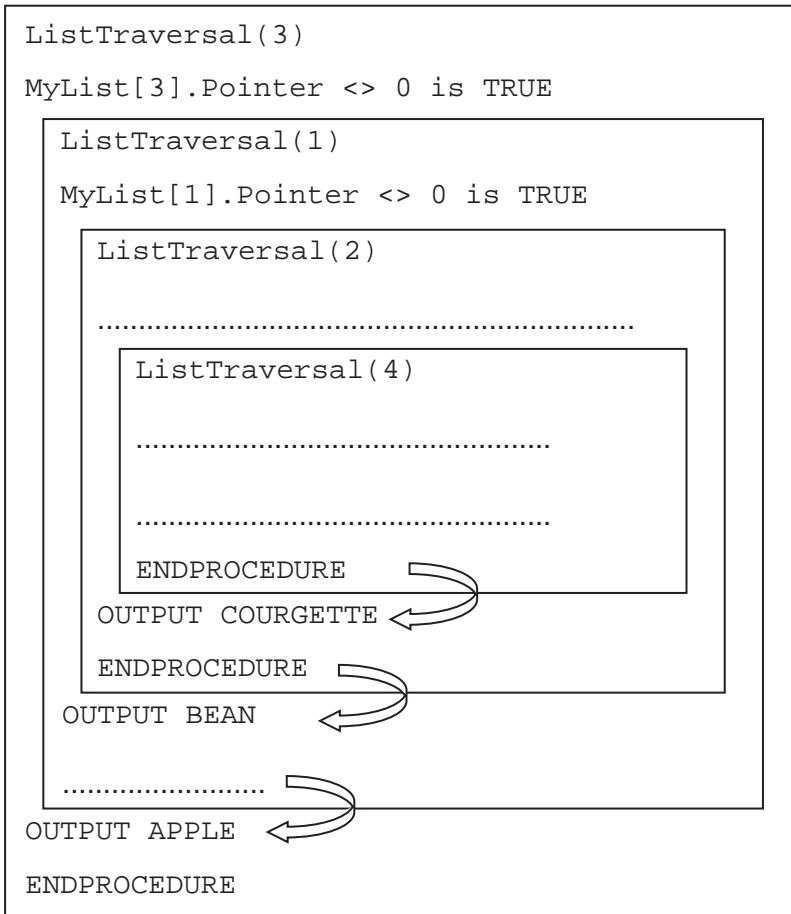 ListTraversal(3)
MyList[3].Pointer <> 0 is TRUE
ListTraversal(1)
MyList[1].Pointer <> 0 is TRUE
ListTraversal(2)
..................................................................
ListTraversal(4)
...................................................
...................................................
ENDPROCEDURE
OUTPUT COURGETTE
ENDPROCEDURE
OUTPUT BEAN
.........................
OUTPUT APPLE
ENDPROCEDURE